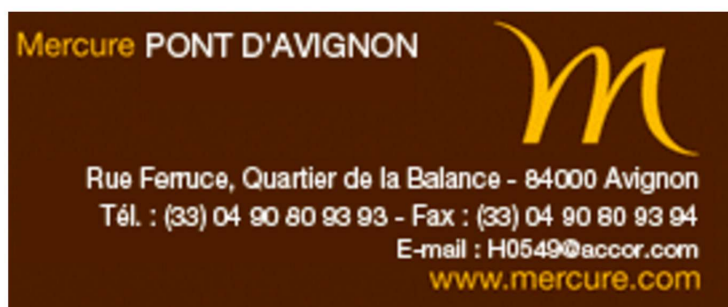 Mercure PONT D'AVIGNON
m
Rue Ferruce, Quartier de la Balance - 84000 Avignon
Tél. : (33) 04 90 80 93 93 - Fax : (33) 04 90 80 93 94
E-mail : H0549@accor.com
www.mercure.com